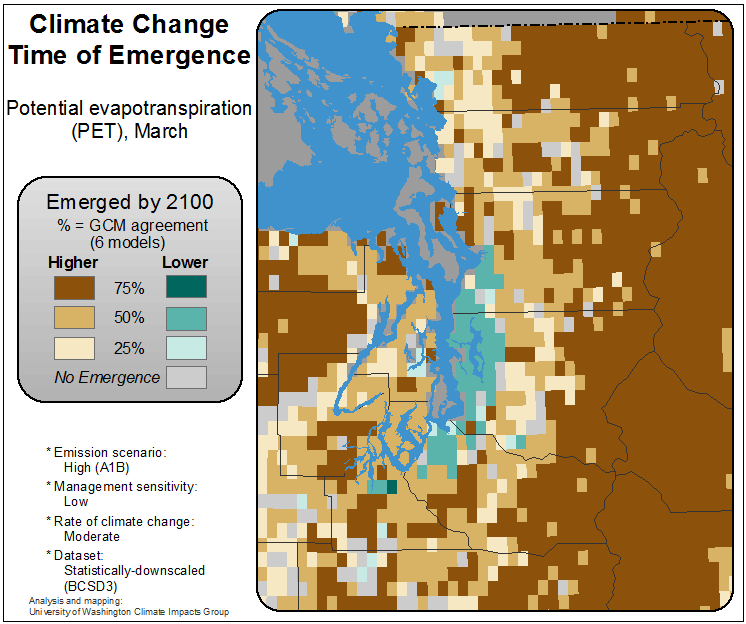 Climate Change
Time of Emergence
Potential evapotranspiration
(PET), March
Emerged by 2100
% = GCM agreement
(6 models)
Higher Lower
75%
50%
25%
No Emergence
* Emission scenario:
High (A1B)
* Management sensitivity:
Low
* Rate of climate change:
Moderate
* Dataset:
Statistically-downscaled
(BCSD3)
Analysis and mapping:
University of Washington Climate Impacts Group